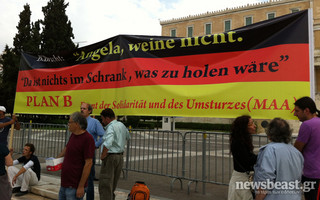 "Angela, weine nicht.
"Da ist nichts im Schrank, was zu holen wäre"
PLAN B der Solidarität und des Umsturzes (MAA)
newsbeast.gr